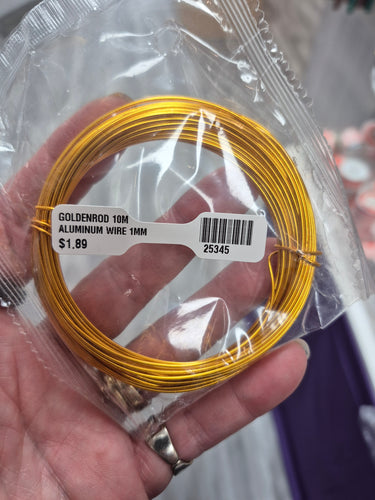 GOLDENROD 10M
ALUMINUM WIRE 1MM
$1.89
25345